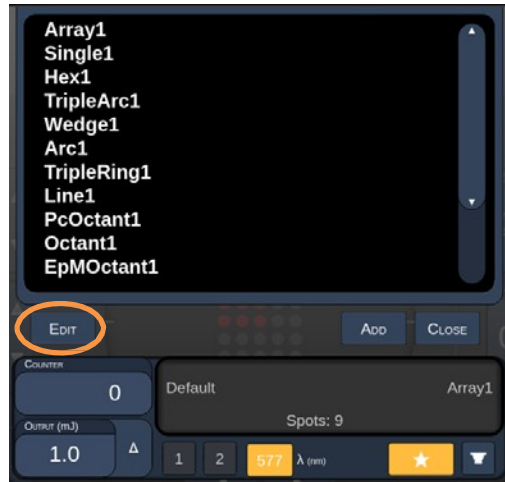 Array1
Single1
Hex1
TripleArc1
Wedge1
Arc1
TripleRing1
Line1
PcOctant1
Octant1
EpMOctant1
EDIT
ADD CLOSE
COUNTER
0
Default Array1
Spots: 9
OUTPUT (mJ)
1.0 Δ
1 2 577 λ (nm)